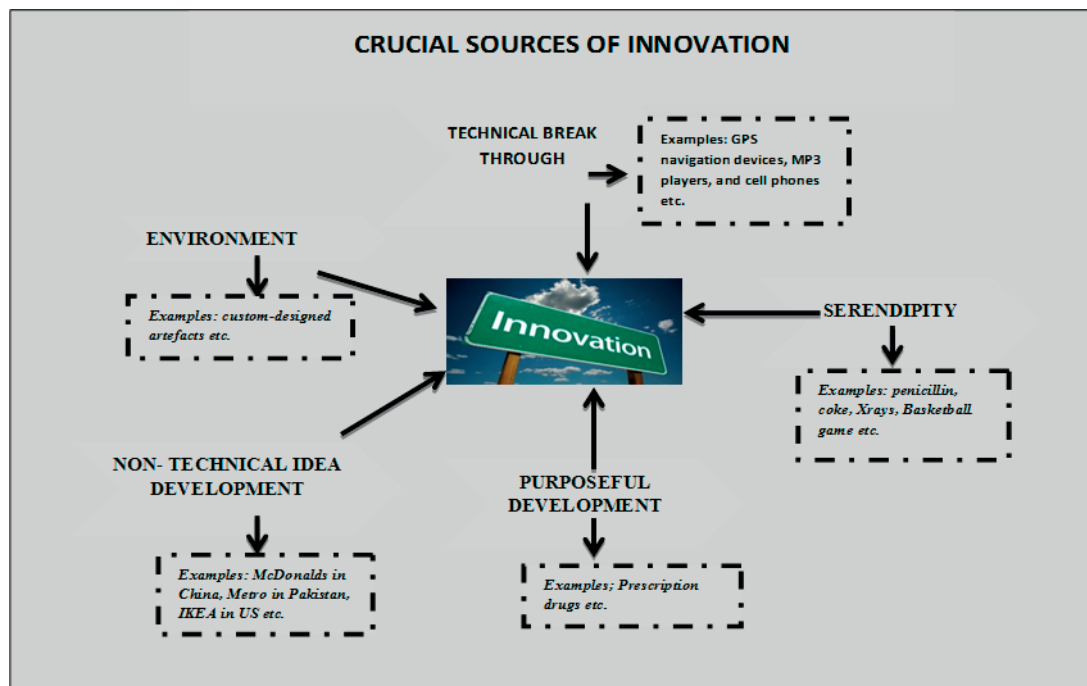 CRUCIAL SOURCES OF INNOVATION
TECHNICAL BREAK
THROUGH
Examples: GPS
navigation devices, MP3
players, and cell phones
etc.
ENVIRONMENT
Examples: custom-designed
artefacts etc.
Innovation
SERENDIPITY
Examples: penicillin,
coke, Xrays, Basketball
game etc.
NON- TECHNICAL IDEA
DEVELOPMENT
Examples: McDonalds in
China, Metro in Pakistan,
IKEA in US etc.
PURPOSEFUL
DEVELOPMENT
Examples; Prescription
drugs etc.